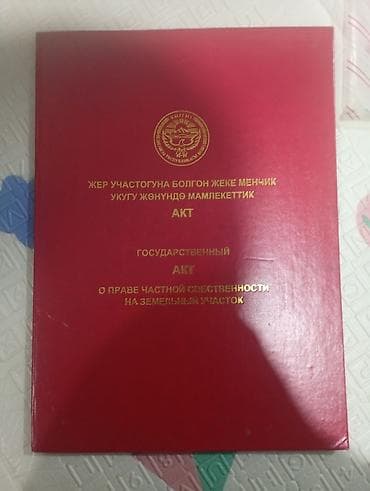 ЖЕР УЧАСТОГУНА БОЛГОН ЖЕКЕ МЕНЧИК
УКУГУ ЖӨНҮНДӨ МАМЛЕКЕТТИК
АКТ
ГОСУДАРСТВЕННЫЙ
АКТ
О ПРАВЕ ЧАСТНОЙ СОБСТВЕННОСТИ
НА ЗЕМЕЛЬНЫЙ УЧАСТОК